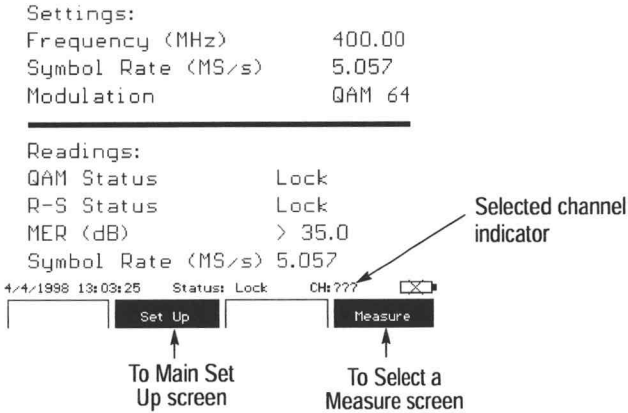 Settings:
Frequency (MHz) 400.00
Symbol Rate (MS/s) 5.057
Modulation QAM 64
Readings:
QAM Status Lock
R-S Status Lock
MER (dB) > 35.0
Symbol Rate (MS/s) 5.057
Selected channel
indicator
4/4/1998 13:03:25 Status: Lock CH:???
Set Up Measure
To Main Set
Up screen
To Select a
Measure screen